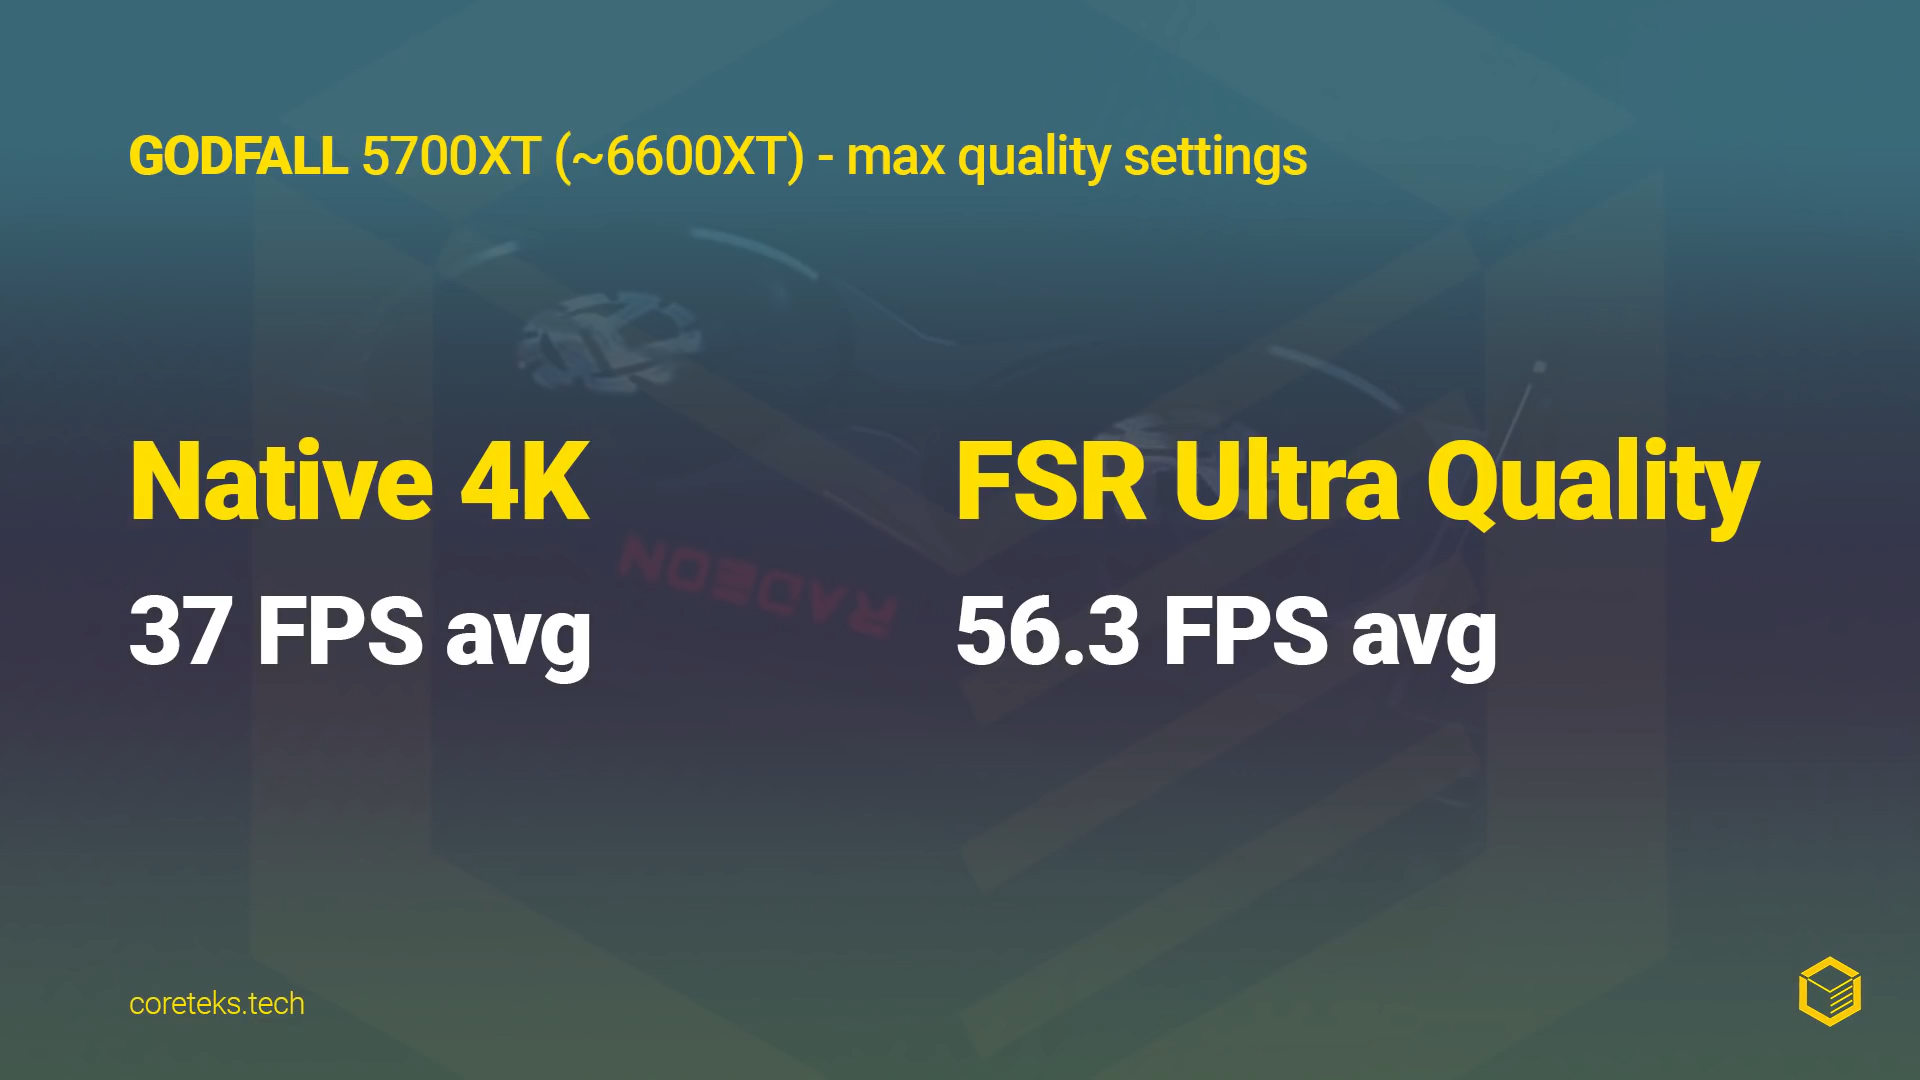 GODFALL 5700XT (~6600XT) - max quality settings
Native 4K
37 FPS avg
FSR Ultra Quality
56.3 FPS avg
RADEON
coreteks.tech